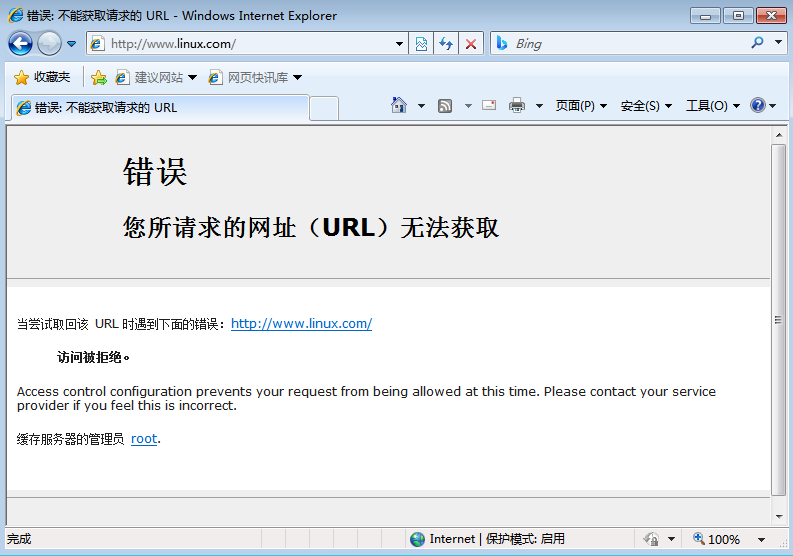 错误: 不能获取请求的 URL - Windows Internet Explorer
http://www.linux.com/
Bing
收藏夹 建议网站 网页快讯库
错误: 不能获取请求的 URL
页面(P) 安全(S) 工具(O)
错误
您所请求的网址（URL）无法获取
当尝试取回该 URL 时遇到下面的错误：http://www.linux.com/
访问被拒绝。
Access control configuration prevents your request from being allowed at this time. Please contact your service
provider if you feel this is incorrect.
缓存服务器的管理员 root.
完成 Internet | 保护模式: 启用 100%